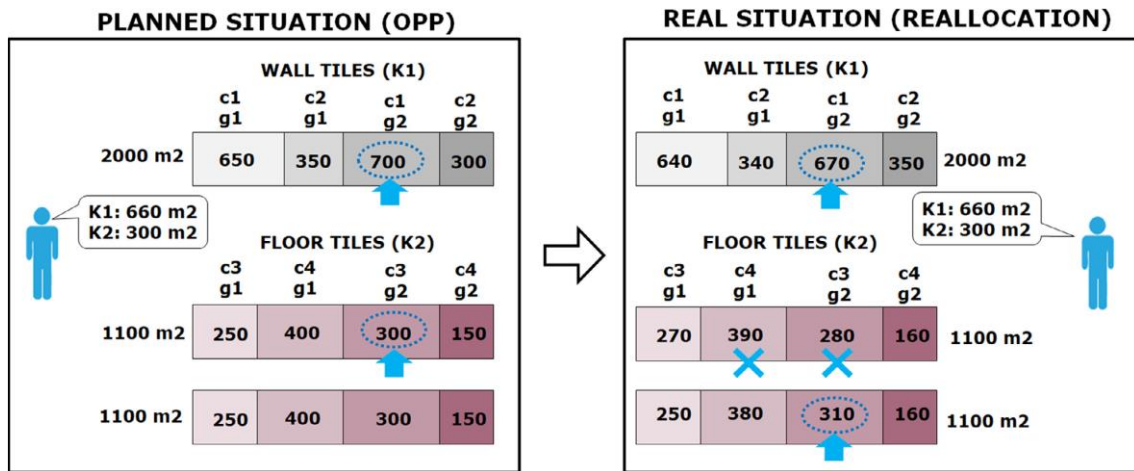 PLANNED SITUATION (OPP)
WALL TILES (K1)
c1 c2 c1 c2
g1 g1 g2 g2
2000 m2 650 350 700 300
K1: 660 m2
K2: 300 m2
FLOOR TILES (K2)
c3 c4 c3 c4
g1 g1 g2 g2
1100 m2 250 400 300 150
1100 m2 250 400 300 150
REAL SITUATION (REALLOCATION)
WALL TILES (K1)
c1 c2 c1 c2
g1 g1 g2 g2
640 340 670 350 2000 m2
K1: 660 m2
K2: 300 m2
FLOOR TILES (K2)
c3 c4 c3 c4
g1 g1 g2 g2
270 390 280 160 1100 m2
250 380 310 160 1100 m2